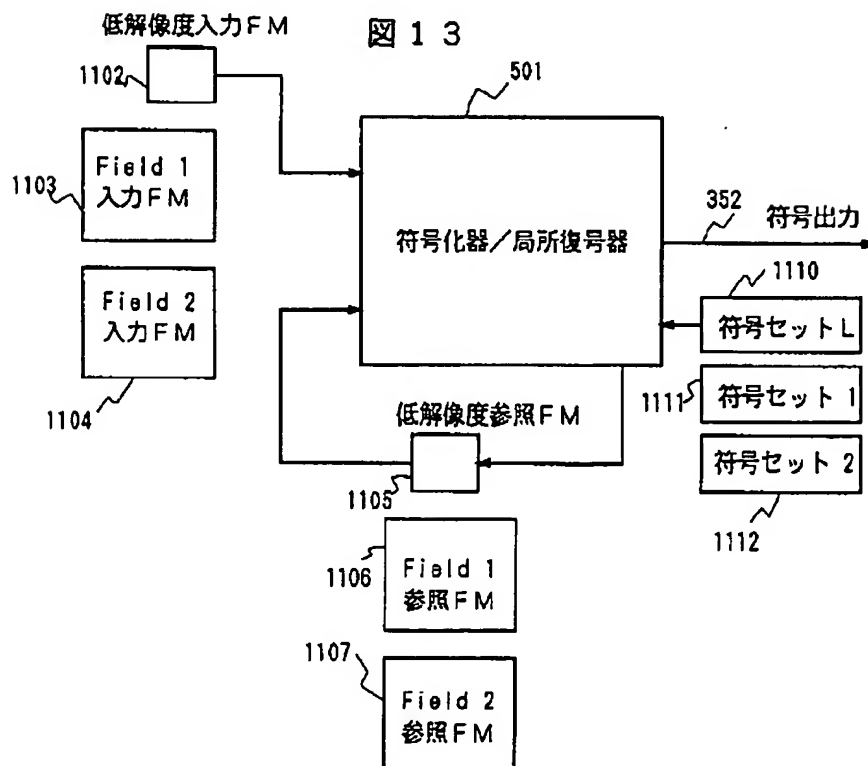 図13
低解像度入力FM
1102
501
Field 1
入力FM
1103
符号化器/局所復号器
352
符号出力
1110
Field 2
入力FM
1104
符号セットL
符号セット1
1111
低解像度参照FM
1105
符号セット2
1112
1106
Field 1
参照FM
1107
Field 2
参照FM